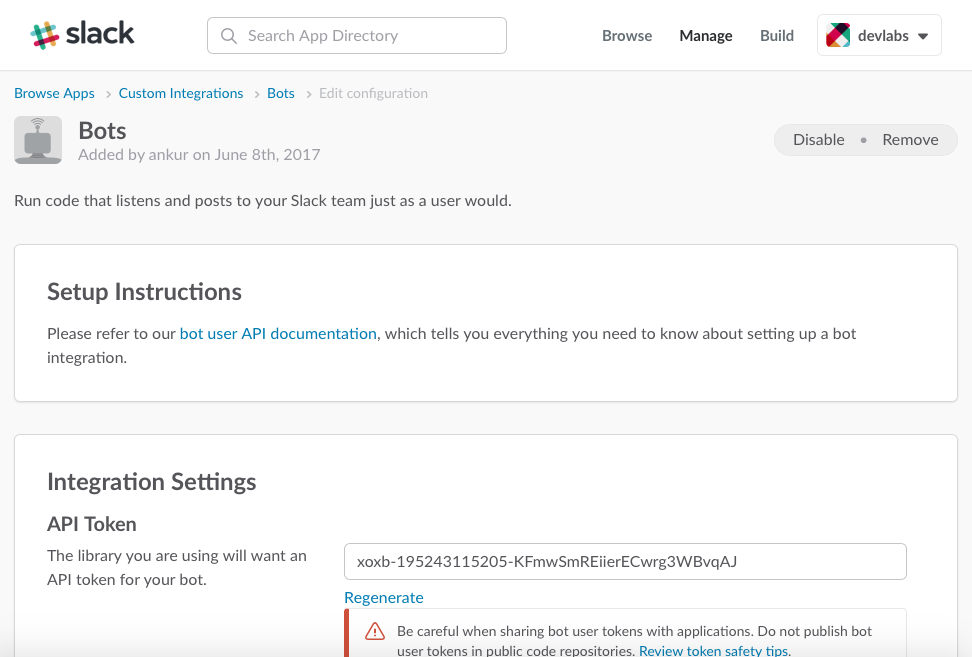 slack
Search App Directory
Browse Manage Build devlabs
Browse Apps > Custom Integrations > Bots > Edit configuration
Bots
Added by ankur on June 8th, 2017
Disable • Remove
Run code that listens and posts to your Slack team just as a user would.
Setup Instructions
Please refer to our bot user API documentation, which tells you everything you need to know about setting up a bot
integration.
Integration Settings
API Token
The library you are using will want an
API token for your bot.
xoxb-195243115205-KFmwSmREiierECwrg3WBvqAJ
Regenerate
Be careful when sharing bot user tokens with applications. Do not publish bot
user tokens in public code repositories. Review token safety tips.